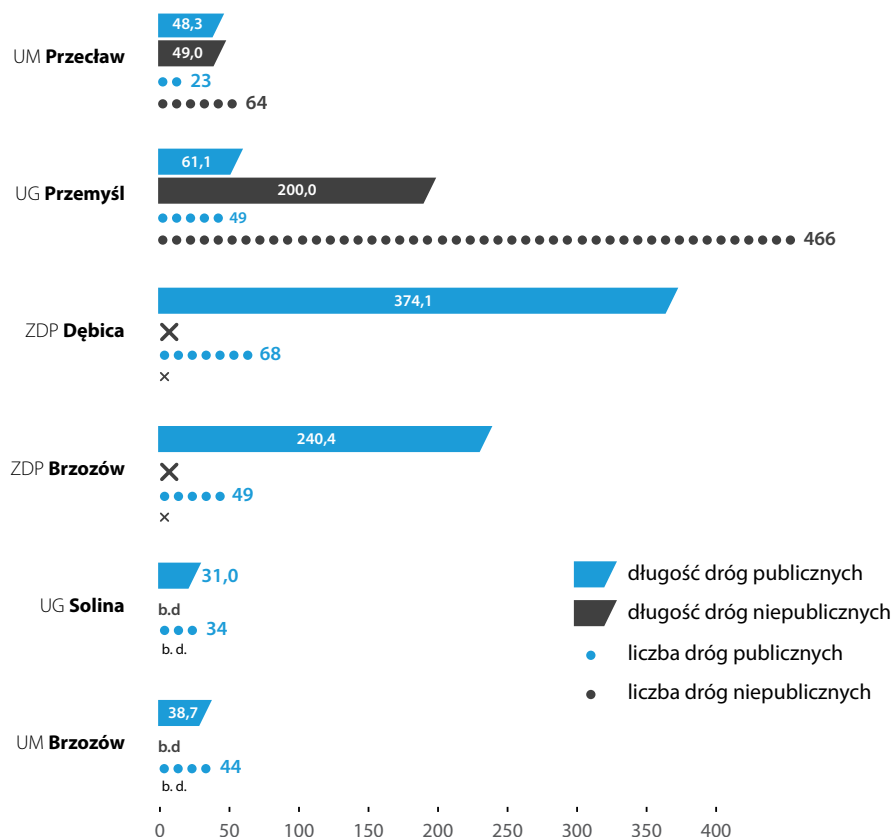 48,3
UM Przecław
49,0
23
64
61,1
UG Przemyśl
200,0
49
466
374,1
ZDP Dębica
×
68
×
240,4
ZDP Brzozów
×
49
×
31,0
UG Solina
b.d
34
b. d.
38,7
UM Brzozów
b.d
44
b. d.
długość dróg publicznych
długość dróg niepublicznych
liczba dróg publicznych
liczba dróg niepublicznych
0 50 100 150 200 250 300 350 400